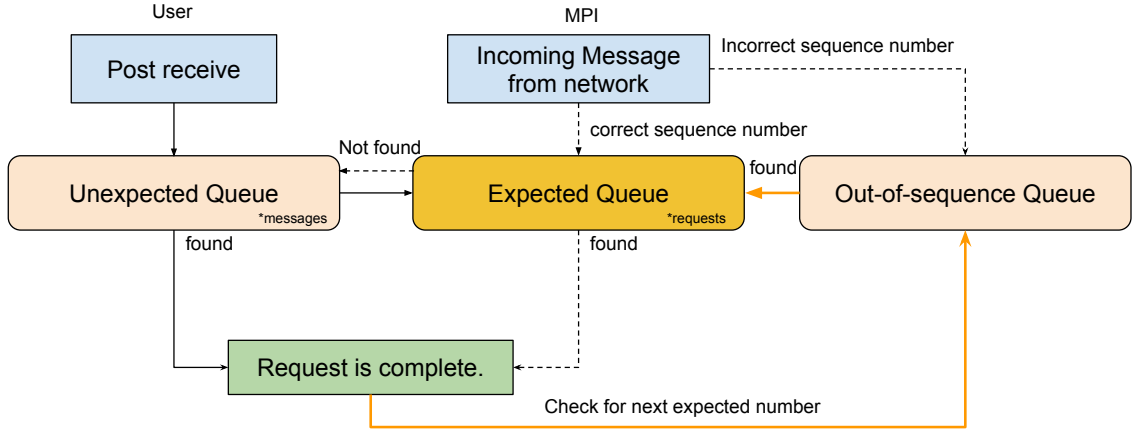 User
MPI
Post receive
Incoming Message
from network
Incorrect sequence number
correct sequence number
Not found
found
Unexpected Queue
*messages
Expected Queue
*requests
Out-of-sequence Queue
found
found
Request is complete.
Check for next expected number